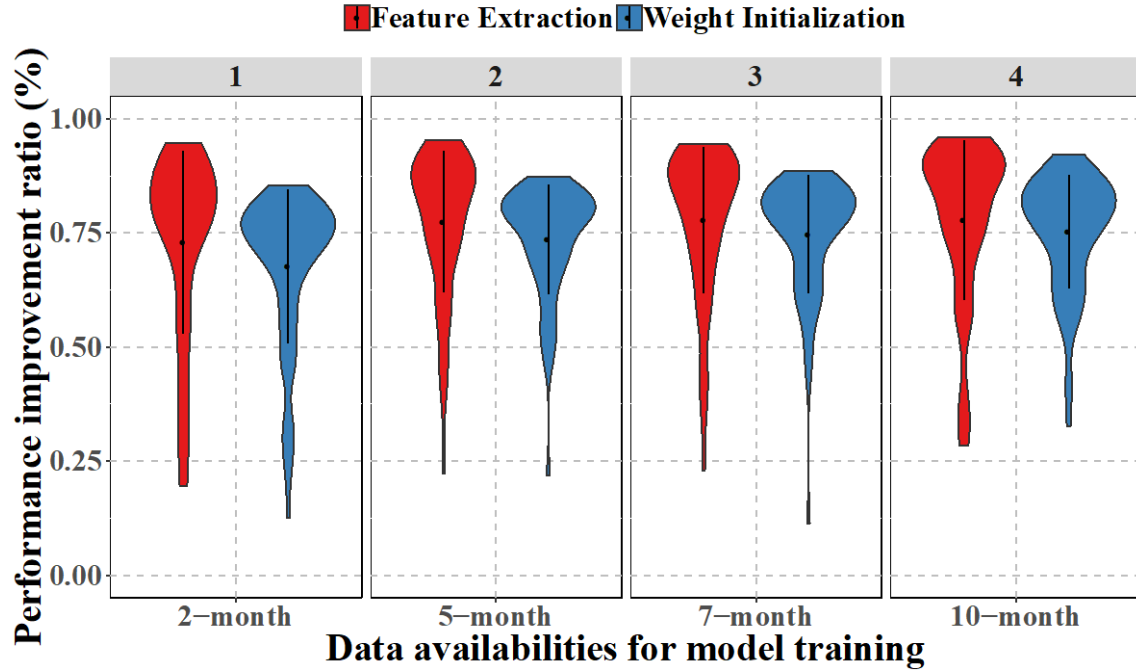 Feature Extraction Weight Initialization
1 2 3 4
Performance improvement ratio (%)
1.00
0.75
0.50
0.25
0.00
2−month 5−month 7−month 10−month
Data availabilities for model training